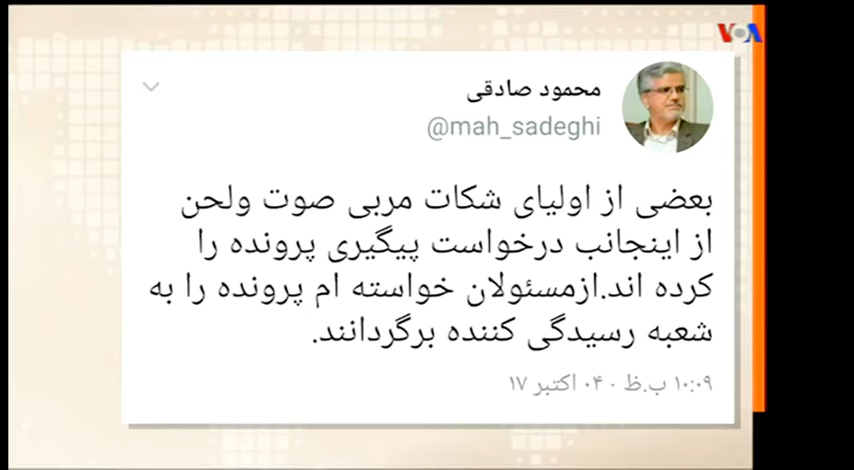 VOA
محمود صادقی
@mah_sadeghi
بعضی از اولیای شکات مربی صوت ولحن
از اینجانب درخواست پیگیری پرونده را
کرده اند.ازمسئولان خواسته ام پرونده را به
شعبه رسیدگی کننده برگردانند.
۱۰:۰۹ ب.ظ · ۰۴ اکتبر ۱۷